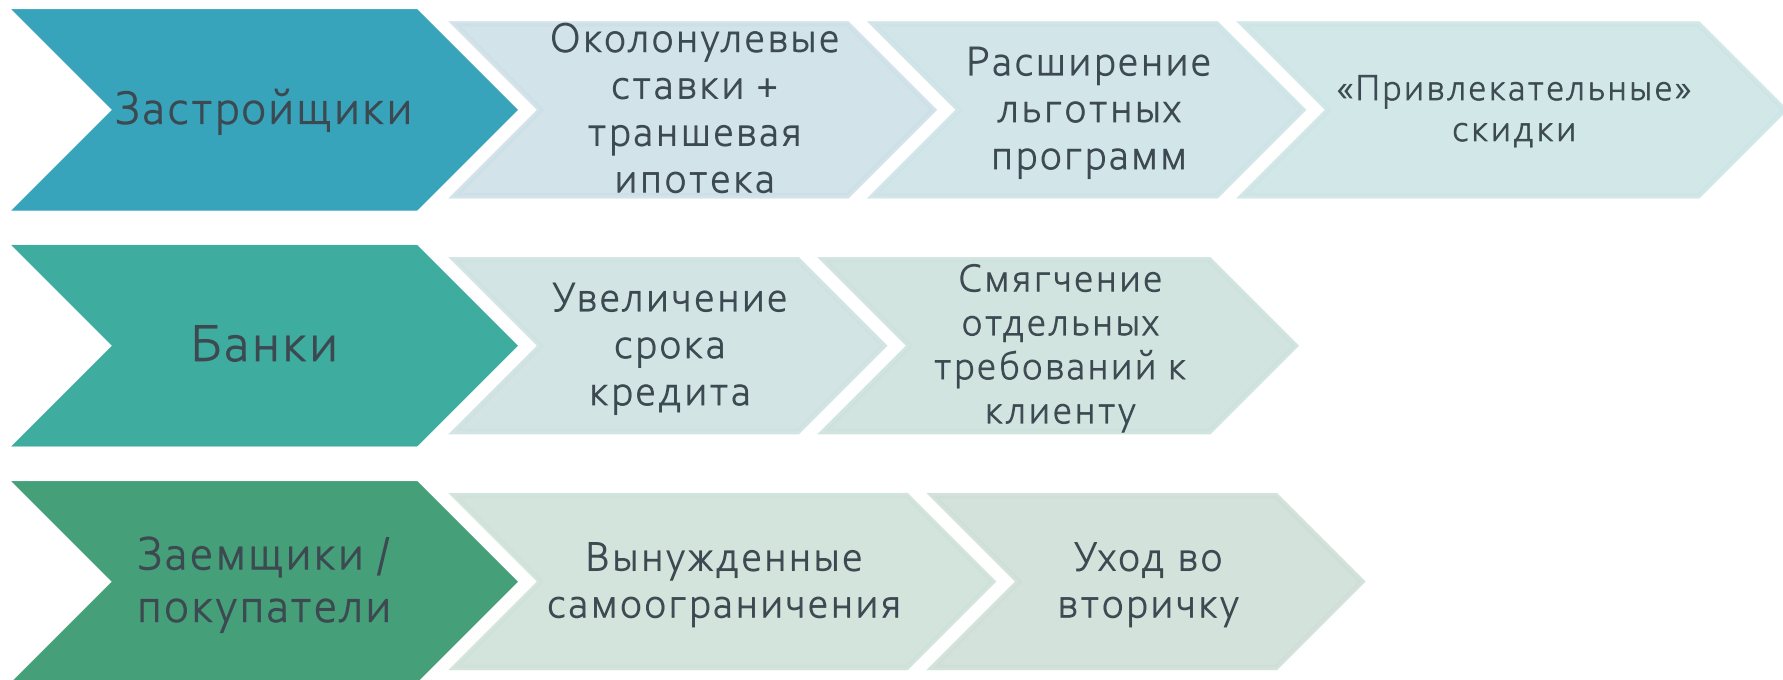 Застройщики
Околонулевые
ставки +
траншевая
ипотека
Расширение
льготных
программ
«Привлекательные»
скидки
Банки
Увеличение
срока
кредита
Смягчение
отдельных
требований к
клиенту
Заемщики /
покупатели
Вынужденные
самоограничения
Уход во
вторичку